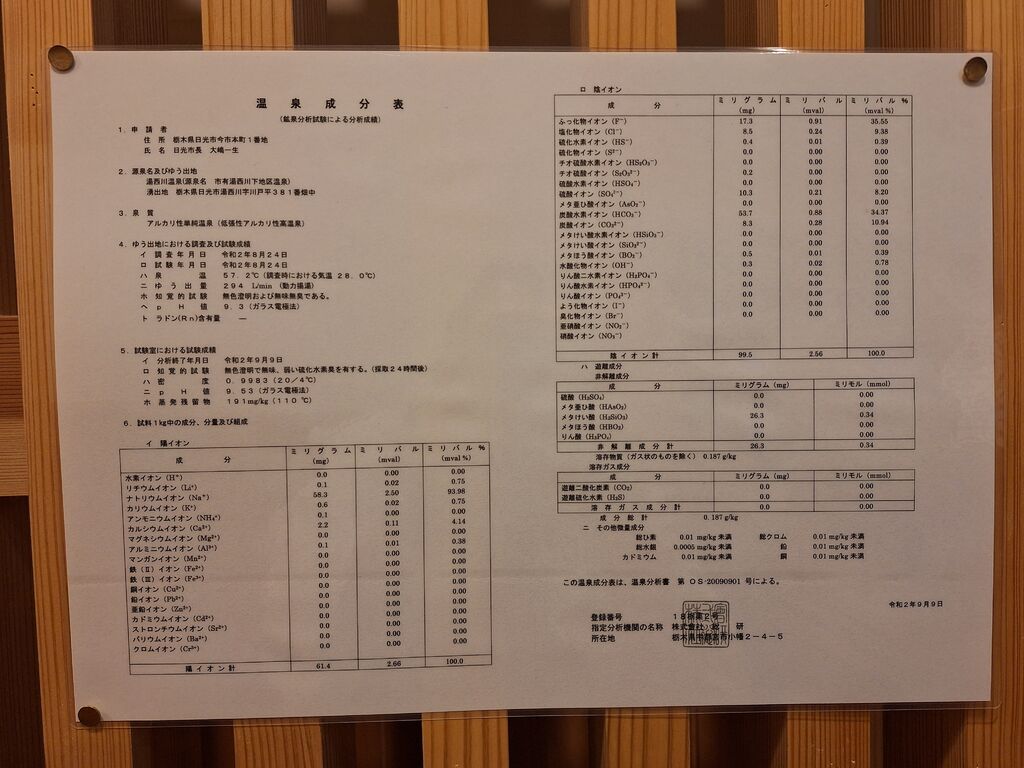 温泉成分表
(鉱泉分析試験による分析成績)
1. 申請者
住所 栃木県日光市今市本町1番地
氏名 日光市長 大嶋一生
2. 源泉名及びゆう出地
湯西川温泉(源泉名 市有湯西川下地区温泉)
湧出地 栃木県日光市湯西川字川戸平381番畑中
3. 泉質
アルカリ性単純温泉 (低張性アルカリ性高温泉)
4. ゆう出地における調査及び試験成績
イ 調査年月日 令和2年8月24日
ロ 試験年月日 令和2年8月24日
ハ 泉温 57.2℃ (調査時における気温 28.0℃)
ニ ゆう出量 294 L/min (動力揚湯)
ホ 知覚的試験 無色澄明および無味無臭である。
ヘ pH値 9.3 (ガラス電極法)
ト ラドン(Rn)含有量 ―
5. 試験室における試験成績
イ 分析終了年月日 令和2年9月9日
ロ 知覚的試験 無色澄明で無味、弱い硫化水素臭を有する。(採取24時間後)
ハ 密度 0.9983 (20/4℃)
ニ pH値 9.53 (ガラス電極法)
ホ 蒸発残留物 191mg/kg (110℃)
6. 試料1kg中の成分、分量及び組成
イ 陽イオン
成分 ミリグラム (mg) ミリバル (mval) ミリバル% (mval %)
水素イオン (H⁺) 0.0 0.00 0.00
リチウムイオン (Li⁺) 0.1 0.02 0.75
ナトリウムイオン (Na⁺) 58.3 2.50 93.98
カリウムイオン (K⁺) 0.6 0.02 0.75
アンモニウムイオン (NH₄⁺) 0.1 0.00 0.00
カルシウムイオン (Ca²⁺) 2.2 0.11 4.14
マグネシウムイオン (Mg²⁺) 0.1 0.01 0.38
アルミニウムイオン (Al³⁺) 0.0 0.00 0.00
マンガンイオン (Mn²⁺) 0.0 0.00 0.00
鉄 (Ⅱ) イオン (Fe²⁺) 0.0 0.00 0.00
鉄 (Ⅲ) イオン (Fe³⁺) 0.0 0.00 0.00
銅イオン (Cu²⁺) 0.0 0.00 0.00
鉛イオン (Pb²⁺) 0.0 0.00 0.00
亜鉛イオン (Zn²⁺) 0.0 0.00 0.00
カドミウムイオン (Cd²⁺) 0.0 0.00 0.00
ストロンチウムイオン (Sr²⁺) 0.0 0.00 0.00
バリウムイオン (Ba²⁺) 0.0 0.00 0.00
クロムイオン (Cr³⁺) 0.0 0.00 0.00
陽イオン計 61.4 2.66 100.0
ロ 陰イオン
成分 ミリグラム (mg) ミリバル (mval) ミリバル% (mval %)
ふっ化物イオン (F⁻) 17.3 0.91 35.55
塩化物イオン (Cl⁻) 8.5 0.24 9.38
硫化水素イオン (HS⁻) 0.4 0.01 0.39
硫化物イオン (S²⁻) 0.0 0.00 0.00
チオ硫酸水素イオン (HS₂O₃⁻) 0.0 0.00 0.00
チオ硫酸イオン (S₂O₃²⁻) 0.2 0.00 0.00
硫酸水素イオン (HSO₄⁻) 0.0 0.00 0.00
硫酸イオン (SO₄²⁻) 10.3 0.21 8.20
メタ亜ひ酸イオン (AsO₂⁻) 0.0 0.00 0.00
炭酸水素イオン (HCO₃⁻) 53.7 0.88 34.37
炭酸イオン (CO₃²⁻) 8.3 0.28 10.94
メタけい酸水素イオン (HSiO₃⁻) 0.0 0.00 0.00
メタけい酸イオン (SiO₃²⁻) 0.0 0.00 0.00
メタほう酸イオン (BO₂⁻) 0.5 0.01 0.39
水酸化物イオン (OH⁻) 0.3 0.02 0.78
りん酸二水素イオン (H₂PO₄⁻) 0.0 0.00 0.00
りん酸水素イオン (HPO₄²⁻) 0.0 0.00 0.00
りん酸イオン (PO₄³⁻) 0.0 0.00 0.00
よう化物イオン (I⁻) 0.0 0.00 0.00
臭化物イオン (Br⁻) 0.0 0.00 0.00
亜硝酸イオン (NO₂⁻)
硝酸イオン (NO₃⁻)
陰イオン計 99.5 2.56 100.0
ハ 遊離成分
非解離成分
成分 ミリグラム (mg) ミリモル (mmol)
硫酸 (H₂SO₄) 0.0 0.00
メタ亜ひ酸 (HAsO₂) 0.0 0.00
メタけい酸 (H₂SiO₃) 26.3 0.34
メタほう酸 (HBO₂) 0.0 0.00
りん酸 (H₃PO₄) 0.0 0.00
非解離成分計 26.3 0.34
溶存物質 (ガス状のものを除く) 0.187 g/kg
溶存ガス成分
成分 ミリグラム (mg) ミリモル (mmol)
遊離二酸化炭素 (CO₂) 0.0 0.00
遊離硫化水素 (H₂S) 0.0 0.00
溶存ガス成分計 0.0 0.00
成分総計 0.187 g/kg
ニ その他微量成分
総ひ素 0.01 mg/kg 未満 総クロム 0.01 mg/kg 未満
総水銀 0.0005 mg/kg 未満 鉛 0.01 mg/kg 未満
カドミウム 0.01 mg/kg 未満 銅 0.01 mg/kg 未満
この温泉成分表は、温泉分析書 第 OS-20090901 号による。
令和2年9月9日
登録番号 18栃第2号
指定分析機関の名称 株式会社 総研
所在地 栃木県宇都宮市小幡2-4-5